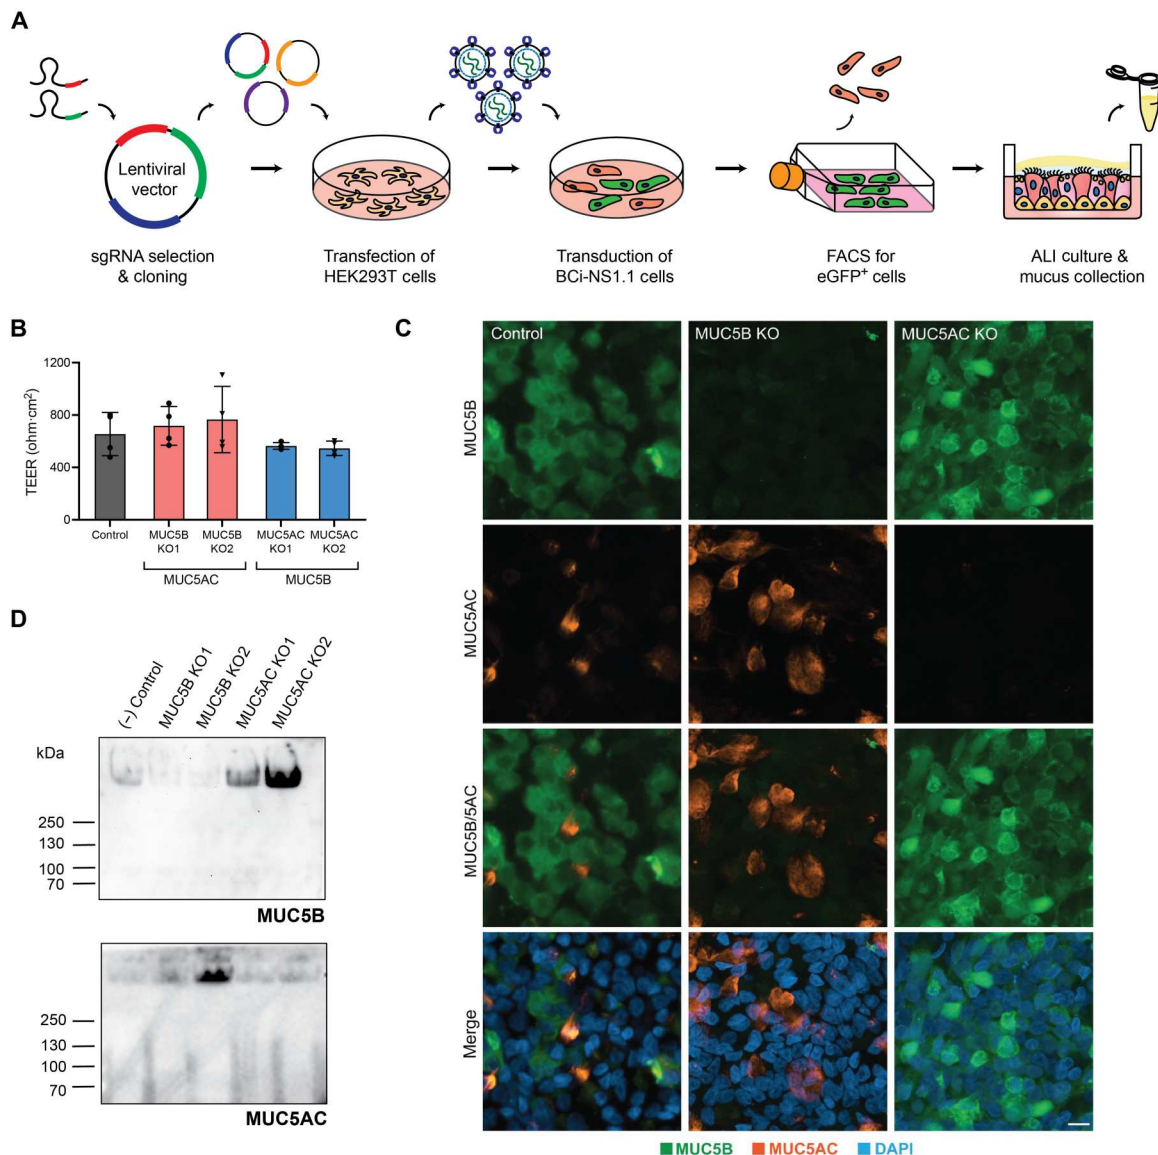 A
Lentiviral
vector
sgRNA selection
& cloning
Transfection of
HEK293T cells
Transduction of
BCi-NS1.1 cells
FACS for
eGFP⁺ cells
ALI culture &
mucus collection
B
TEER (ohm·cm²)
1200
800
400
0
Control
MUC5B
KO1
MUC5B
KO2
MUC5AC
KO1
MUC5AC
KO2
MUC5AC
MUC5B
C
Control
MUC5B KO
MUC5AC KO
MUC5B
MUC5AC
MUC5B/5AC
Merge
MUC5B MUC5AC DAPI
D
(–) Control
MUC5B KO1
MUC5B KO2
MUC5AC KO1
MUC5AC KO2
kDa
250
130
100
70
MUC5B
250
130
100
70
MUC5AC